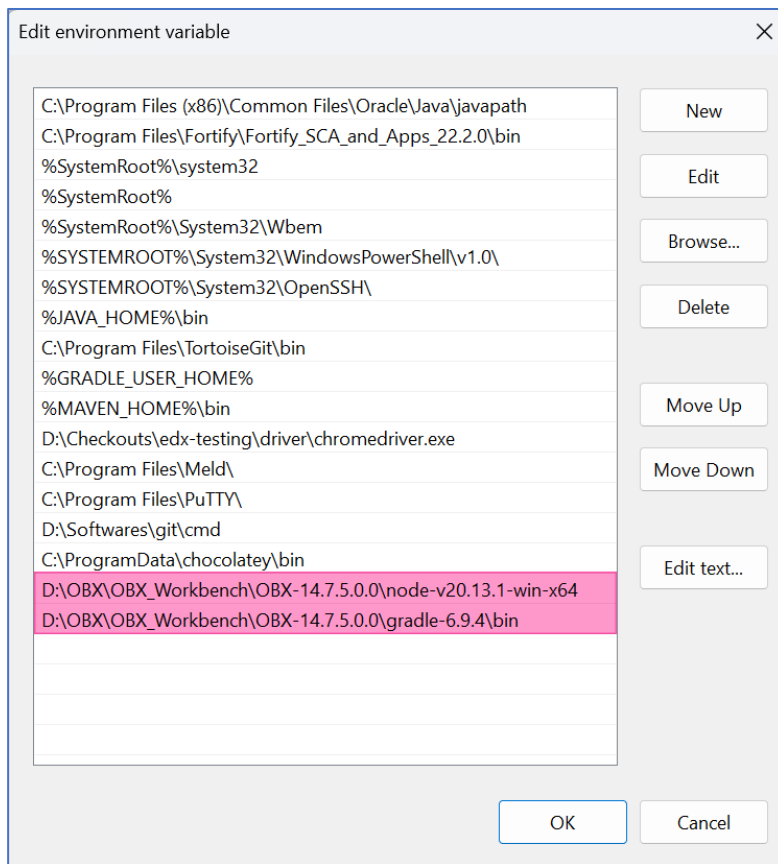 Edit environment variable
C:\Program Files (x86)\Common Files\Oracle\Java\javapath
C:\Program Files\Fortify\Fortify_SCA_and_Apps_22.2.0\bin
%SystemRoot%\system32
%SystemRoot%
%SystemRoot%\System32\Wbem
%SYSTEMROOT%\System32\WindowsPowerShell\v1.0\
%SYSTEMROOT%\System32\OpenSSH\
%JAVA_HOME%\bin
C:\Program Files\TortoiseGit\bin
%GRADLE_USER_HOME%
%MAVEN_HOME%\bin
D:\Checkouts\edx-testing\driver\chromedriver.exe
C:\Program Files\Meld\
C:\Program Files\PuTTY\
D:\Softwares\git\cmd
C:\ProgramData\chocolatey\bin
D:\OBX\OBX_Workbench\OBX-14.7.5.0.0\node-v20.13.1-win-x64
D:\OBX\OBX_Workbench\OBX-14.7.5.0.0\gradle-6.9.4\bin
New
Edit
Browse...
Delete
Move Up
Move Down
Edit text...
OK
Cancel